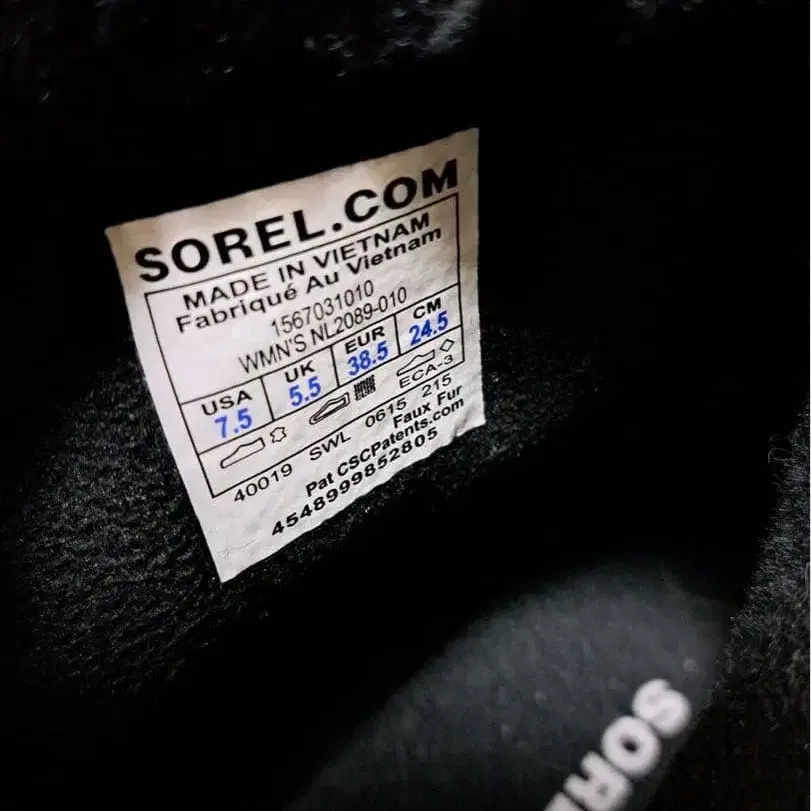 SOREL.COM
MADE IN VIETNAM
Fabriqué Au Vietnam
1567031010
WMN'S NL2089-010
USA UK EUR CM
7.5 5.5 38.5 24.5
ECA-3
40019 SWL 0615 215
Faux Fur
Pat CSCPatents.com
4548999852805
SORE